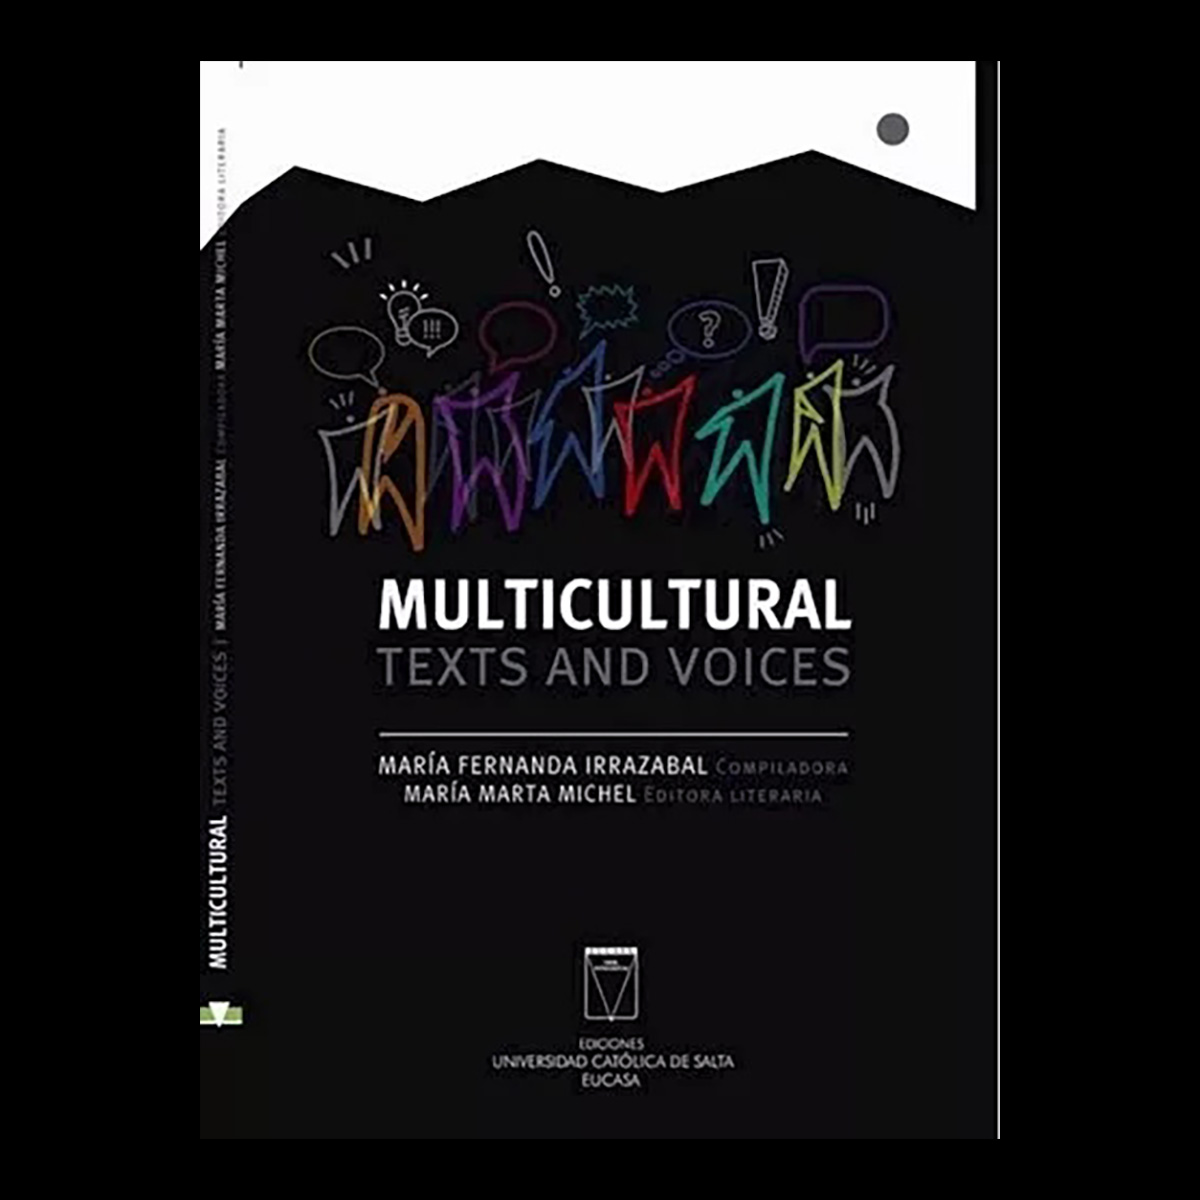 MULTICULTURAL
TEXTS AND VOICES
MARÍA FERNANDA IRRAZABAL COMPILADORA
MARÍA MARTA MICHEL EDITORA LITERARIA
EDICIONES
UNIVERSIDAD CATÓLICA DE SALTA
EUCASA
MULTICULTURAL TEXTS AND VOICES | MARÍA FERNANDA IRRAZABAL COMPILADORA MARÍA MARTA MICHEL EDITORA LITERARIA
!!!
?